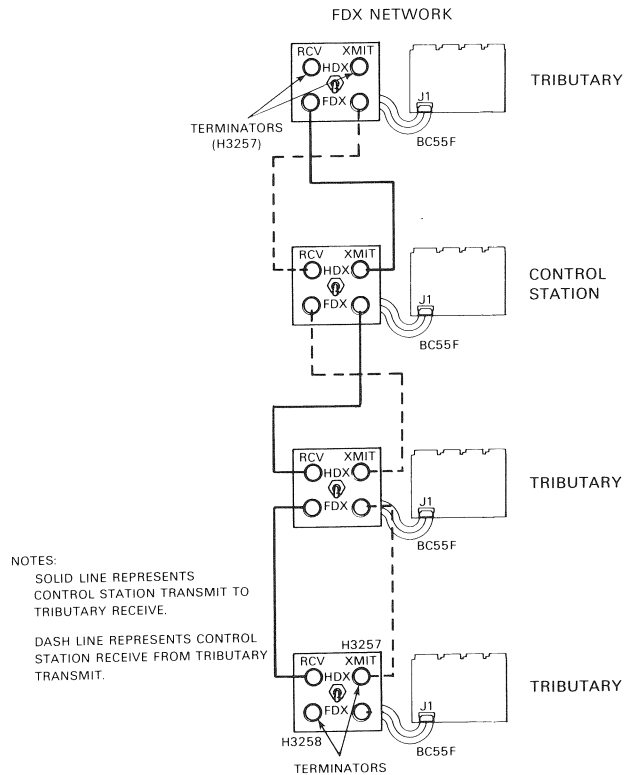 FDX NETWORK
RCV XMIT
HDX
FDX
TERMINATORS
(H3257)
J1
BC55F
TRIBUTARY
RCV XMIT
HDX
FDX
J1
BC55F
CONTROL
STATION
RCV XMIT
HDX
FDX
J1
BC55F
TRIBUTARY
NOTES:
SOLID LINE REPRESENTS
CONTROL STATION TRANSMIT TO
TRIBUTARY RECEIVE.
DASH LINE REPRESENTS CONTROL
STATION RECEIVE FROM TRIBUTARY
TRANSMIT.
H3257
RCV XMIT
HDX
FDX
H3258
TERMINATORS
J1
BC55F
TRIBUTARY